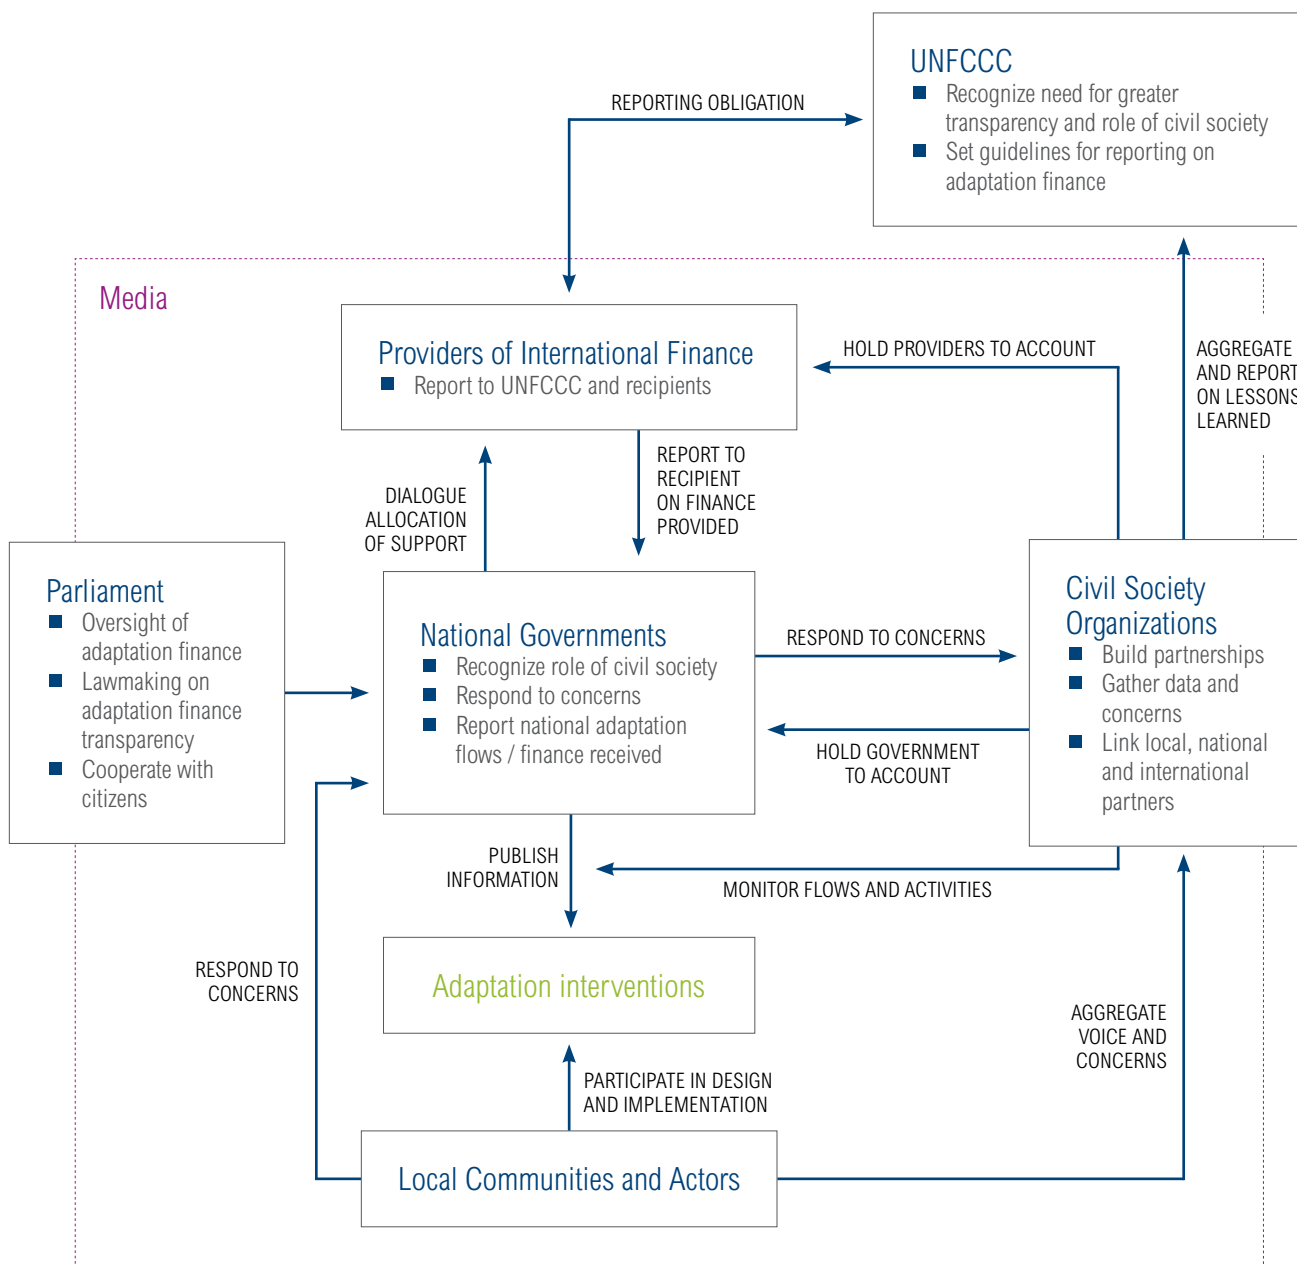 UNFCCC
Recognize need for greater
transparency and role of civil society
Set guidelines for reporting on
adaptation finance
REPORTING OBLIGATION
Media
Providers of International Finance
Report to UNFCCC and recipients
HOLD PROVIDERS TO ACCOUNT
AGGREGATE
AND REPORT
ON LESSONS
LEARNED
DIALOGUE
ALLOCATION
OF SUPPORT
REPORT TO
RECIPIENT
ON FINANCE
PROVIDED
Parliament
Oversight of
adaptation finance
Lawmaking on
adaptation finance
transparency
Cooperate with
citizens
National Governments
Recognize role of civil society
Respond to concerns
Report national adaptation
flows / finance received
RESPOND TO CONCERNS
HOLD GOVERNMENT
TO ACCOUNT
Civil Society
Organizations
Build partnerships
Gather data and
concerns
Link local, national
and international
partners
PUBLISH
INFORMATION
MONITOR FLOWS AND ACTIVITIES
RESPOND TO
CONCERNS
Adaptation interventions
AGGREGATE
VOICE AND
CONCERNS
PARTICIPATE IN DESIGN
AND IMPLEMENTATION
Local Communities and Actors